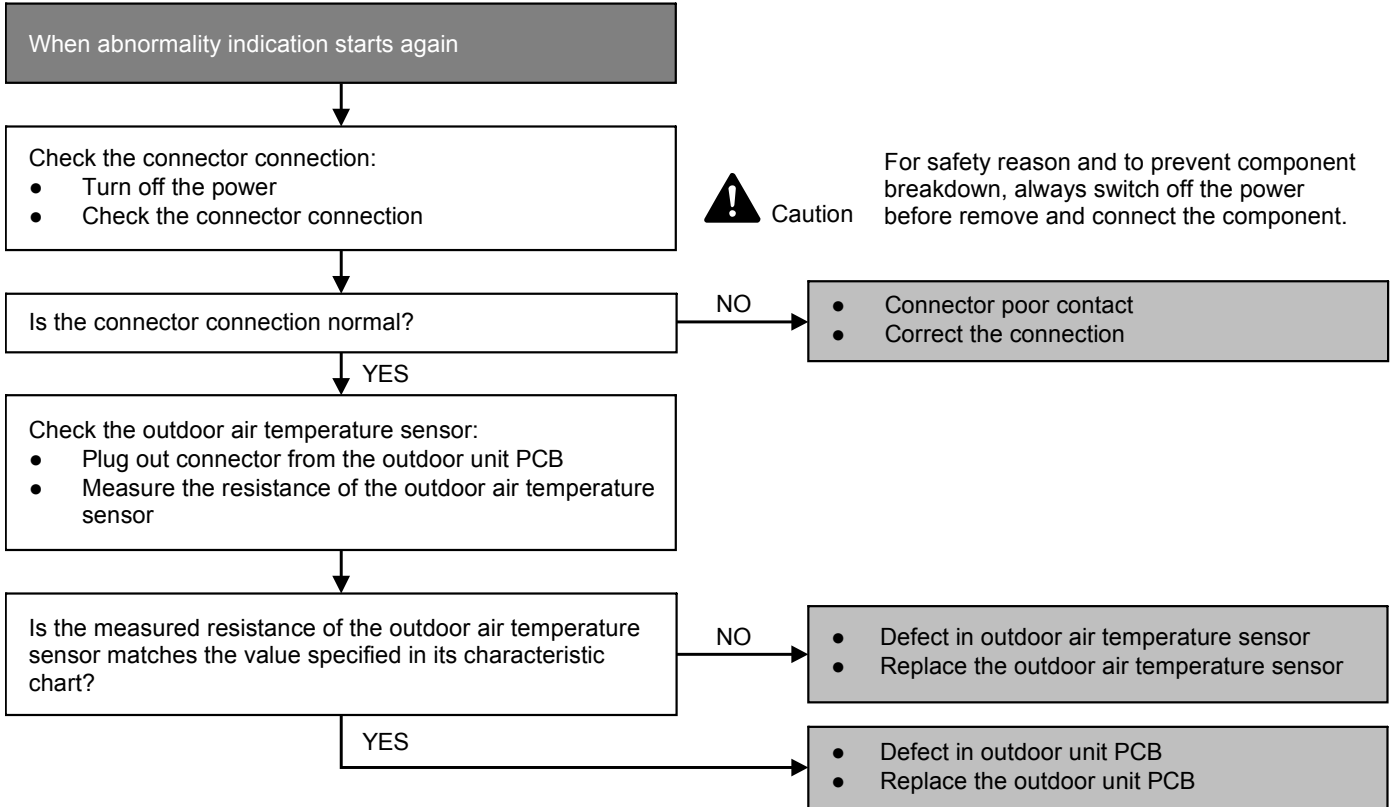 When abnormality indication starts again
Check the connector connection:
● Turn off the power
● Check the connector connection
Caution
For safety reason and to prevent component
breakdown, always switch off the power
before remove and connect the component.
Is the connector connection normal?
NO
● Connector poor contact
● Correct the connection
YES
Check the outdoor air temperature sensor:
● Plug out connector from the outdoor unit PCB
● Measure the resistance of the outdoor air temperature
sensor
Is the measured resistance of the outdoor air temperature
sensor matches the value specified in its characteristic
chart?
NO
● Defect in outdoor air temperature sensor
● Replace the outdoor air temperature sensor
YES
● Defect in outdoor unit PCB
● Replace the outdoor unit PCB